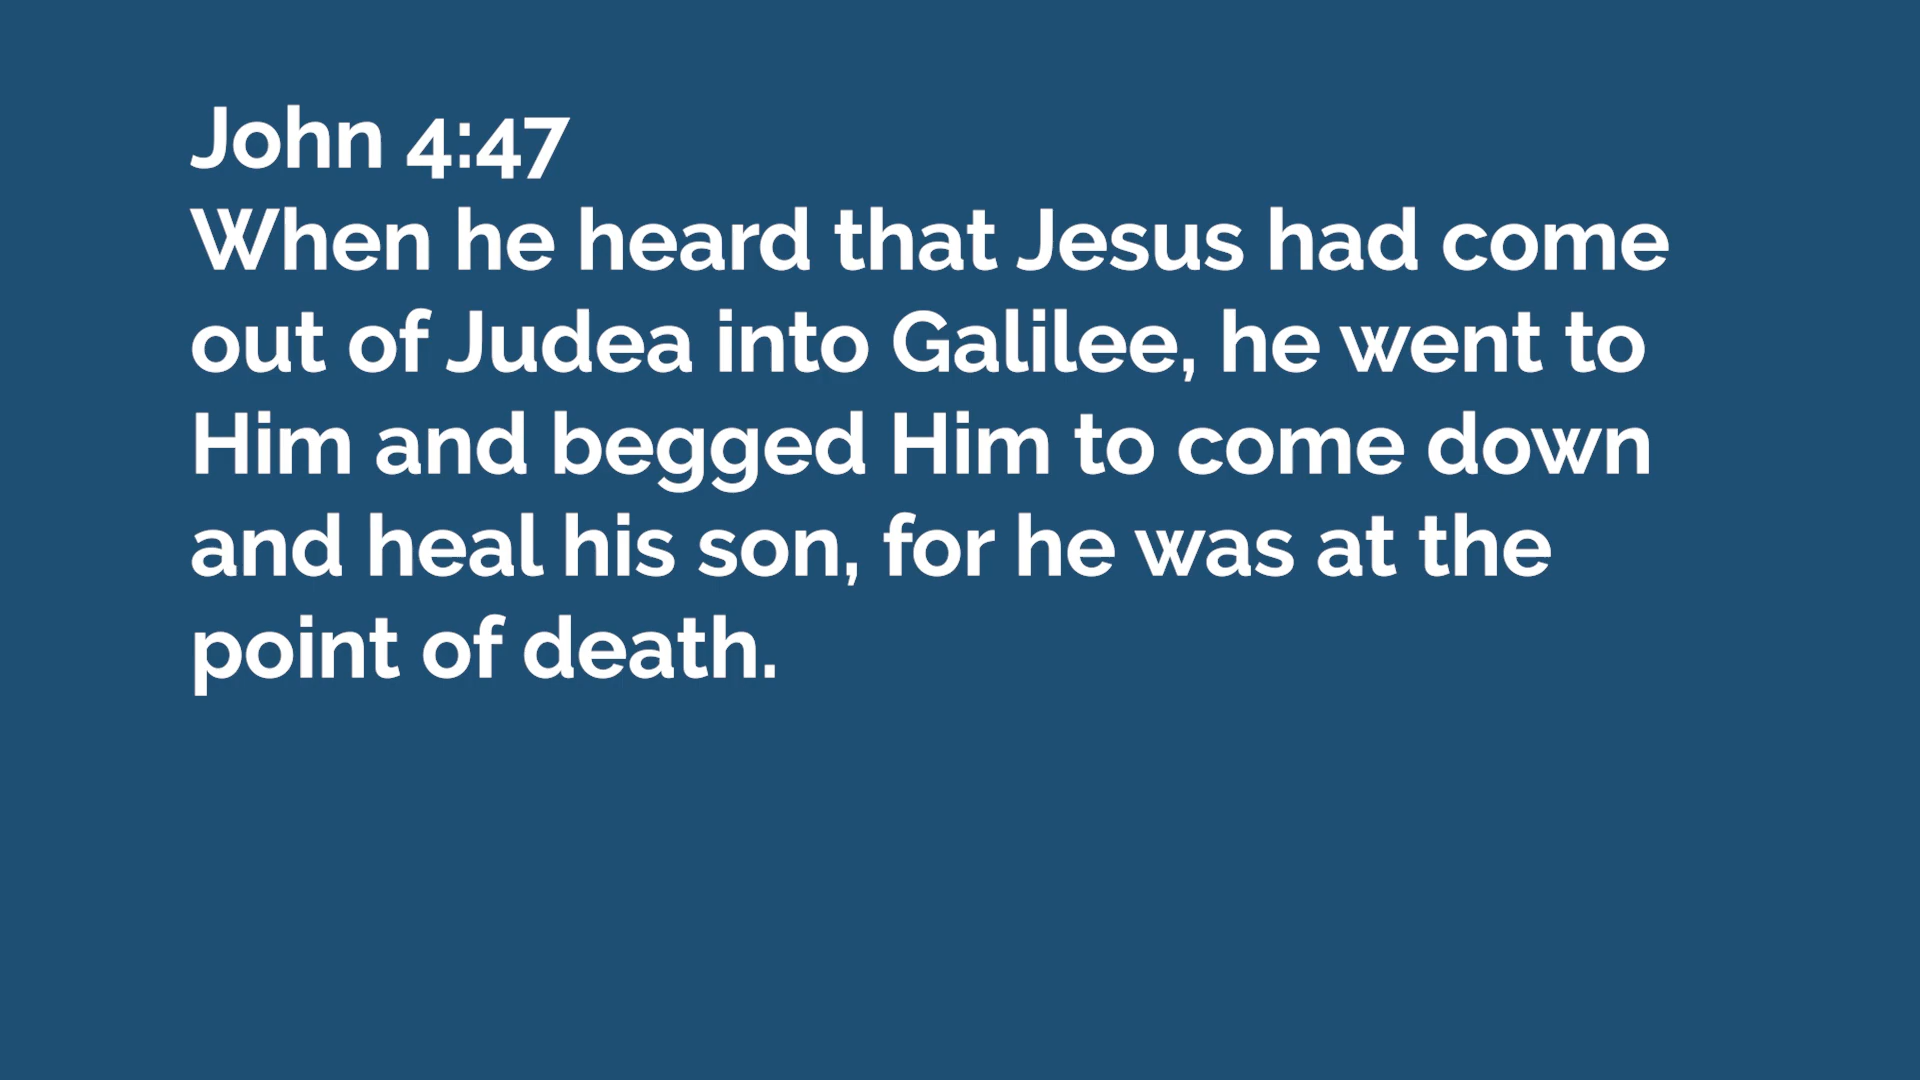 John 4:47
When he heard that Jesus had come
out of Judea into Galilee, he went to
Him and begged Him to come down
and heal his son, for he was at the
point of death.